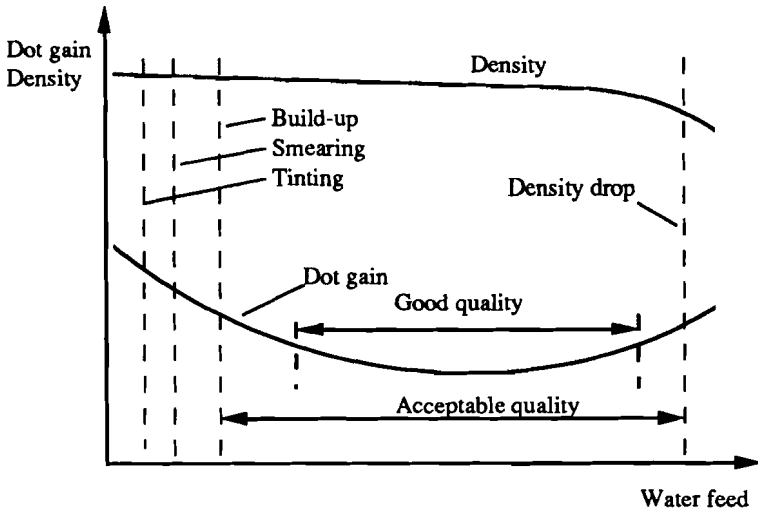 Dot gain
Density
Density
Build-up
Smearing
Tinting
Density drop
Dot gain
Good quality
Acceptable quality
Water feed